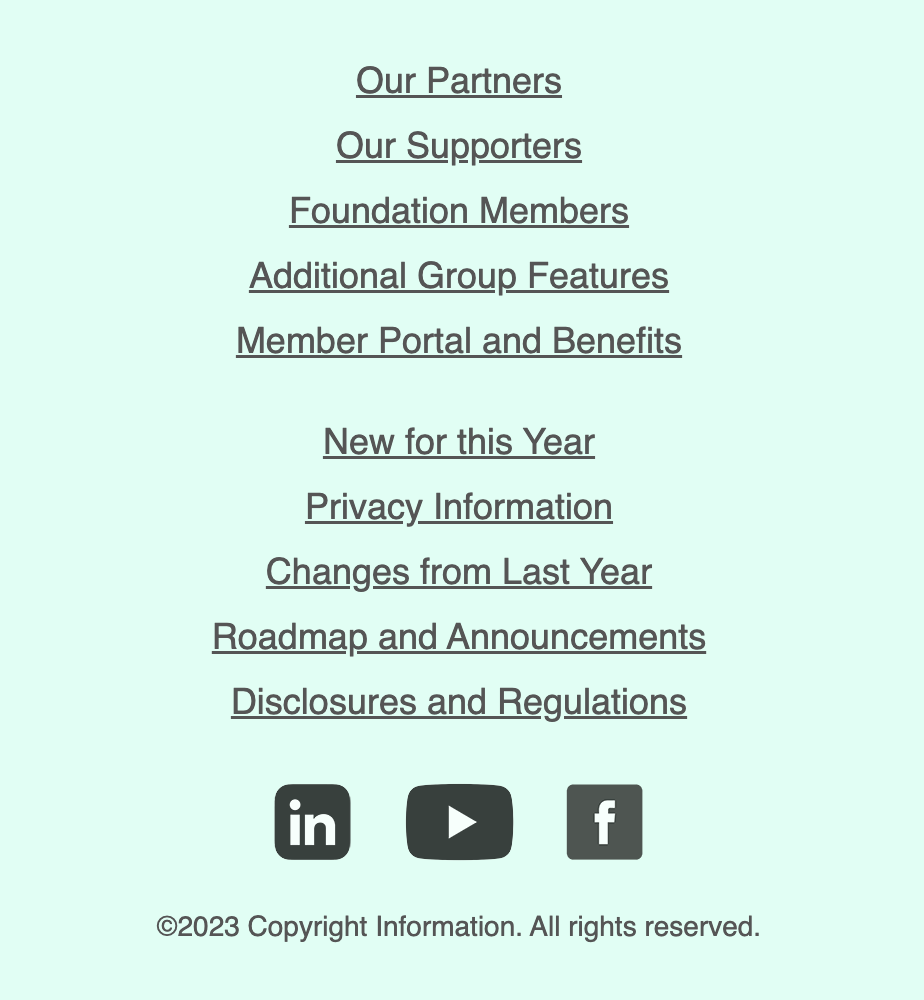 Our Partners
Our Supporters
Foundation Members
Additional Group Features
Member Portal and Benefits
New for this Year
Privacy Information
Changes from Last Year
Roadmap and Announcements
Disclosures and Regulations
in f
©2023 Copyright Information. All rights reserved.